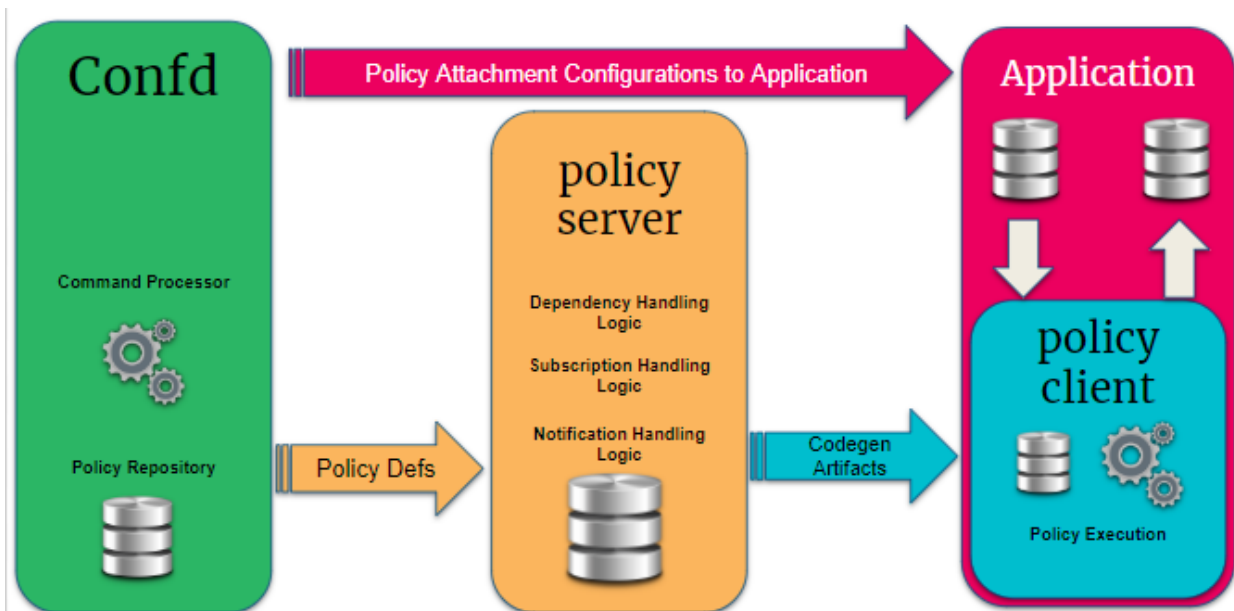 Confd
Policy Attachment Configurations to Application
Application
policy
server
Command Processor
Dependency Handling
Logic
Subscription Handling
Logic
policy
client
Notification Handling
Logic
Policy Repository
Policy Defs
Codegen
Artifacts
Policy Execution